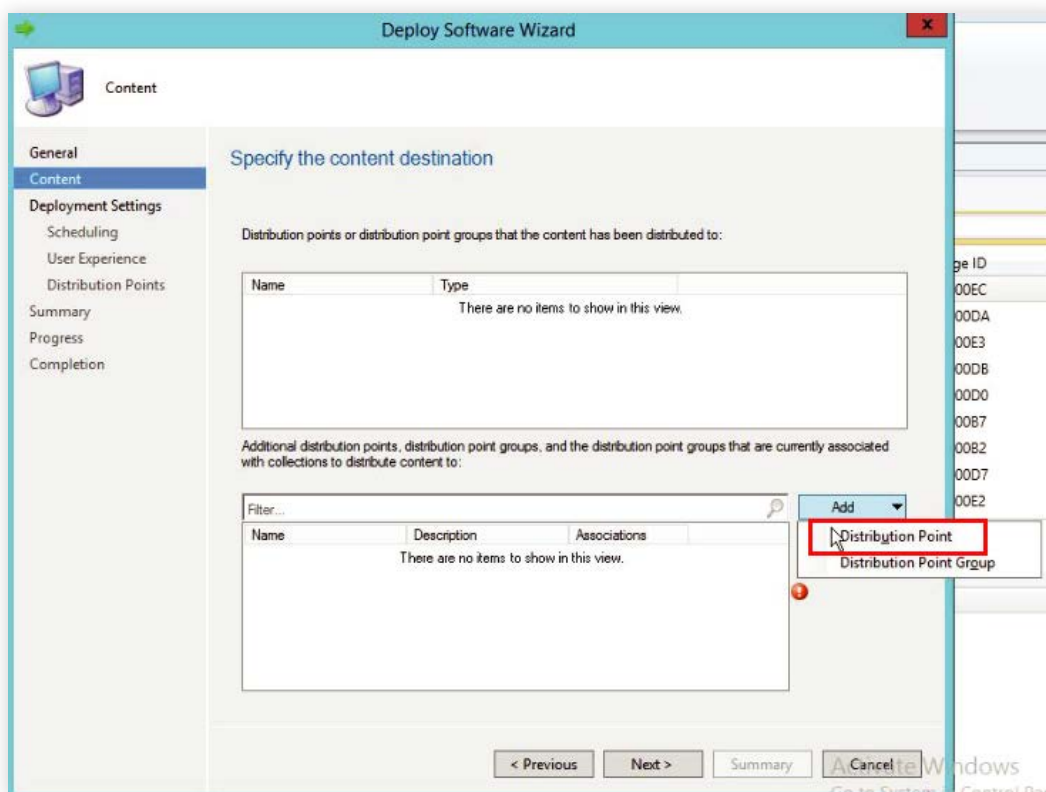 Deploy Software Wizard
x
Content
General
Content
Deployment Settings
Scheduling
User Experience
Distribution Points
Summary
Progress
Completion
Specify the content destination
Distribution points or distribution point groups that the content has been distributed to:
Name Type
There are no items to show in this view.
Additional distribution points, distribution point groups, and the distribution point groups that are currently associated
with collections to distribute content to:
Filter... Add
Name Description Associations
There are no items to show in this view.
Distribution Point
Distribution Point Group
< Previous Next > Summary Cancel
ge ID
00EC
00DA
00E3
00DB
00D0
00B7
00B2
00D7
00E2
Activate Windows